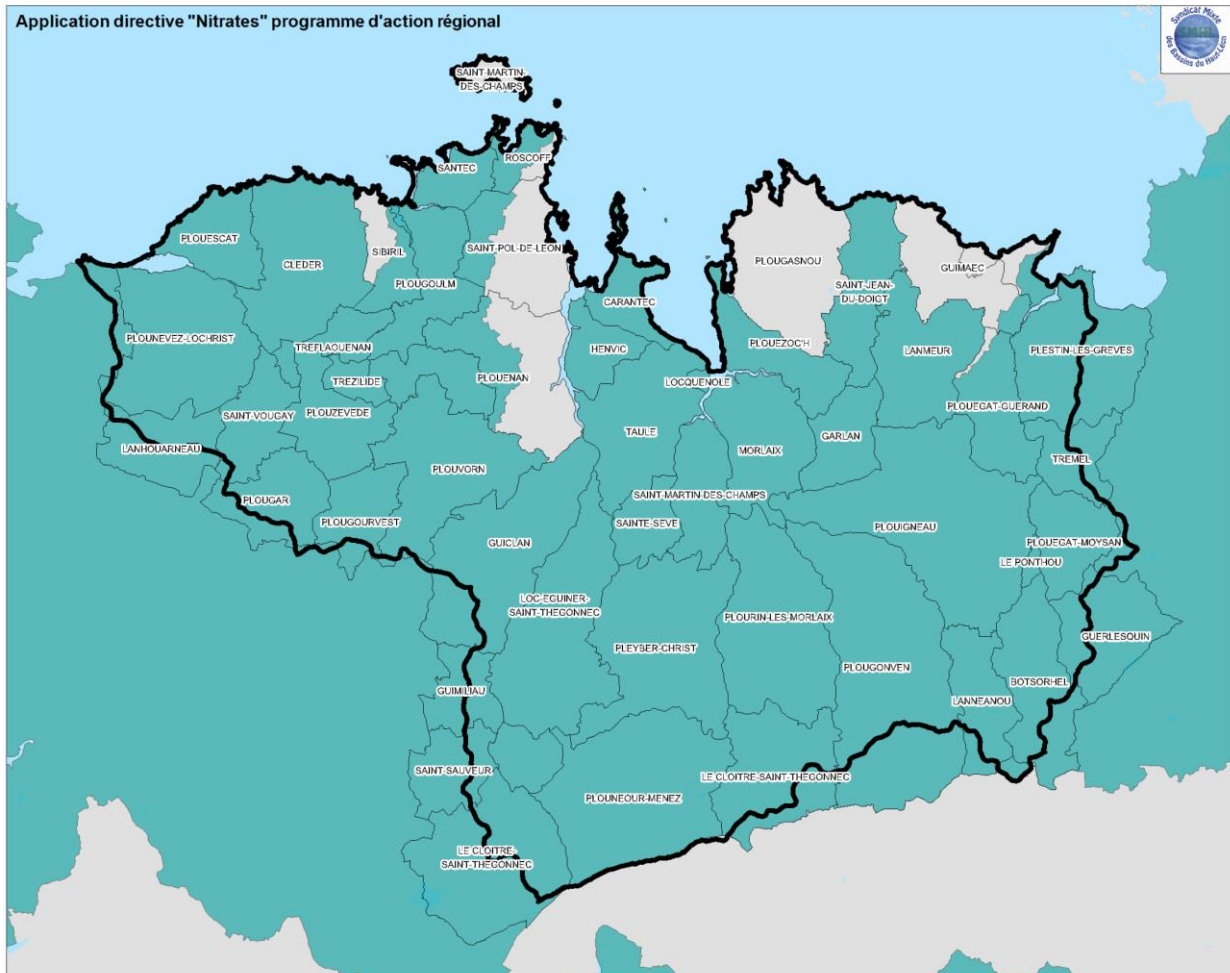 Application directive "Nitrates" programme d'action régional
Syndicat Mixte
SMHL
des Bassins du Haut-Léon
SAINT-MARTIN-
DES-CHAMPS
ROSCOFF
SANTEC
PLOUESCAT
CLEDER
SIBIRIL
SAINT-POL-DE-LEON
PLOUGOULM
PLOUGASNOU
GUIMAEC
SAINT-JEAN-
DU-DOIGT
CARANTEC
PLOUNEVEZ-LOCHRIST
TREFLAOUENAN
HENVIC
PLOUEZOC'H
LANMEUR
PLESTIN-LES-GREVES
TREZILIDE
PLOUENAN
LOCQUENOLE
SAINT-VOUGAY
PLOUZEVEDE
PLOUEGAT-GUERAND
TAULE
GARLAN
LANHOUARNEAU
MORLAIX
TREMEL
PLOUVORN
PLOUGAR
SAINT-MARTIN-DES-CHAMPS
PLOUGOURVEST
SAINTE-SEVE
PLOUIGNEAU
GUICLAN
PLOUEGAT-MOYSAN
LE PONTHOU
LOC-EGUINER-
SAINT-THEGONNEC
PLOURIN-LES-MORLAIX
GUERLESQUIN
PLEYBER-CHRIST
PLOUGONVEN
BOTSORHEL
GUIMILIAU
LANNEANOU
SAINT-SAUVEUR
LE CLOITRE-SAINT-THEGONNEC
PLOUNEOUR-MENEZ
LE CLOITRE-
SAINT-THEGONNEC